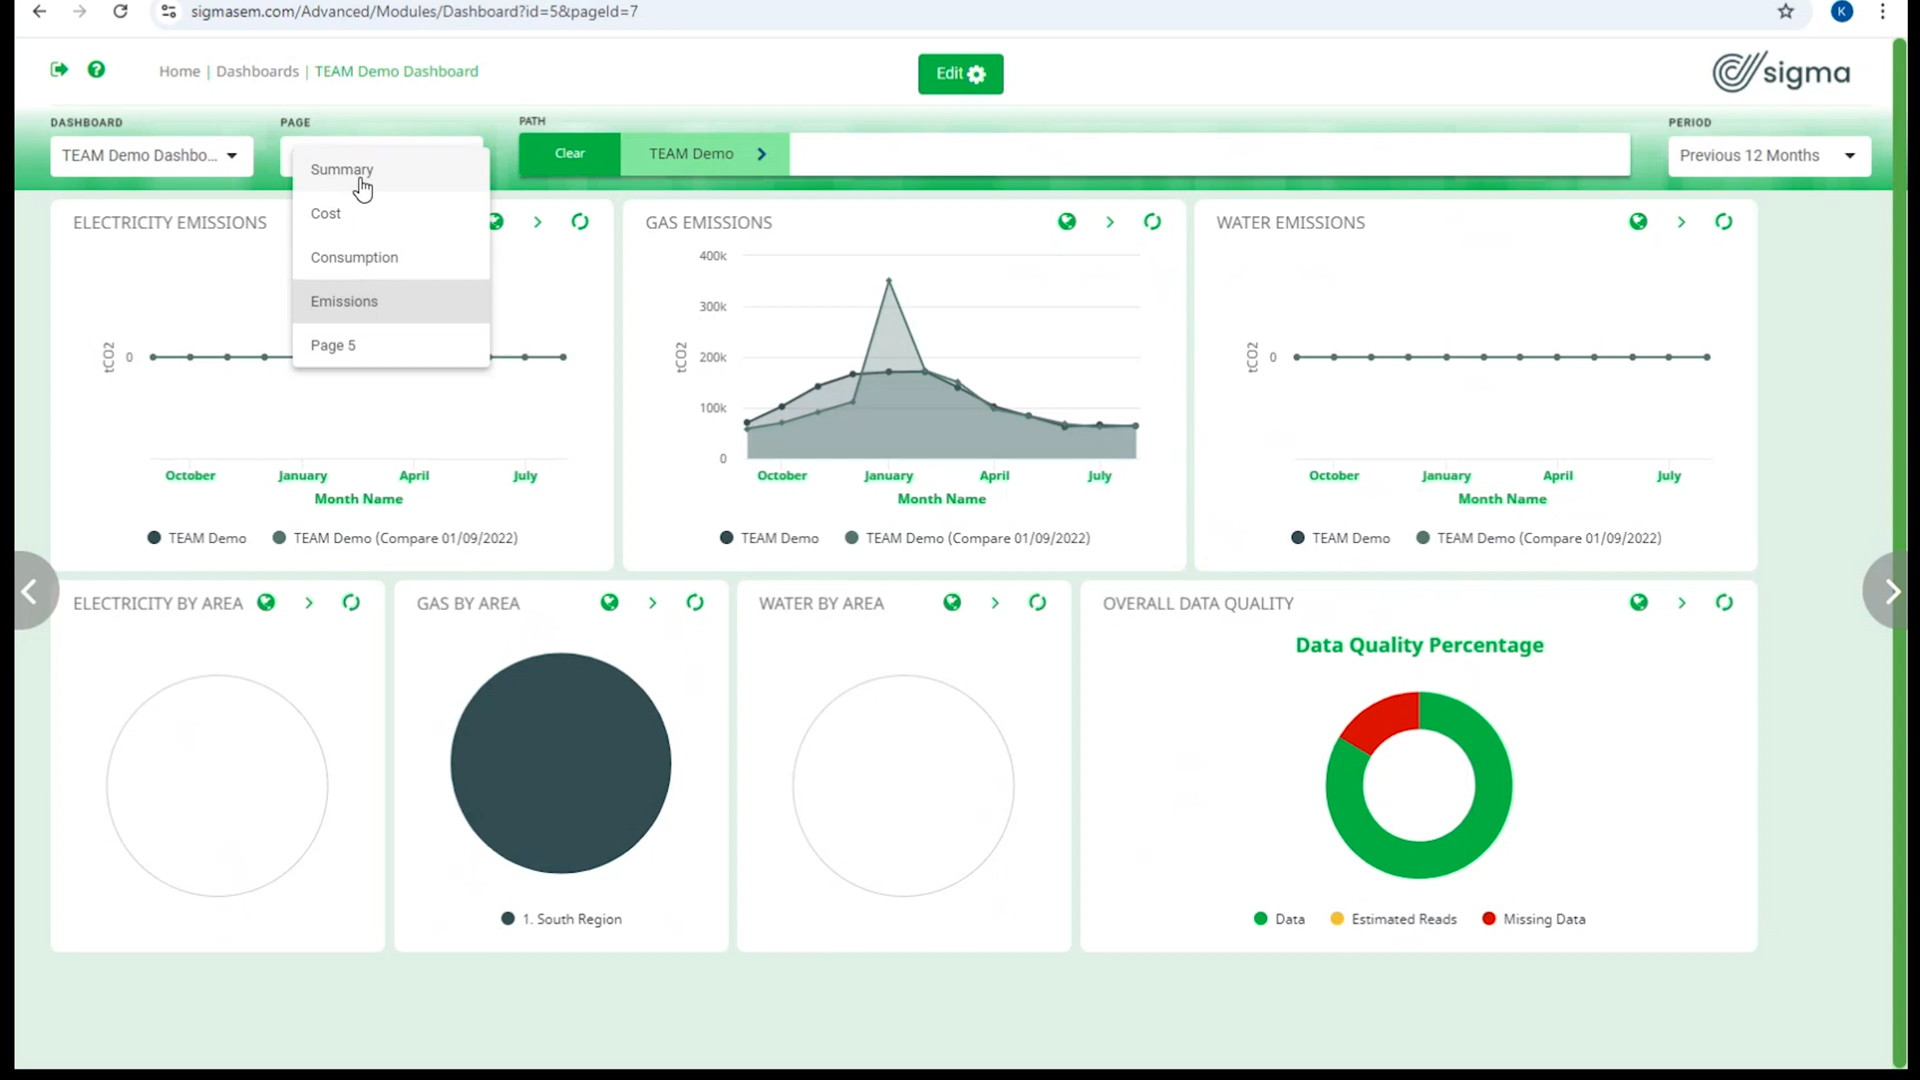 sigmasem.com/Advanced/Modules/Dashboard?id=5&pageId=7
K
Home | Dashboards | TEAM Demo Dashboard
Edit
sigma
DASHBOARD
PAGE
PATH
PERIOD
TEAM Demo Dashbo...
Clear
TEAM Demo
Previous 12 Months
Summary
Cost
Consumption
Emissions
Page 5
ELECTRICITY EMISSIONS
tCO2
0
October January April July
Month Name
TEAM Demo TEAM Demo (Compare 01/09/2022)
GAS EMISSIONS
400k
300k
200k
100k
0
tCO2
October January April July
Month Name
TEAM Demo TEAM Demo (Compare 01/09/2022)
WATER EMISSIONS
tCO2
0
October January April July
Month Name
TEAM Demo TEAM Demo (Compare 01/09/2022)
ELECTRICITY BY AREA
GAS BY AREA
1. South Region
WATER BY AREA
OVERALL DATA QUALITY
Data Quality Percentage
Data Estimated Reads Missing Data